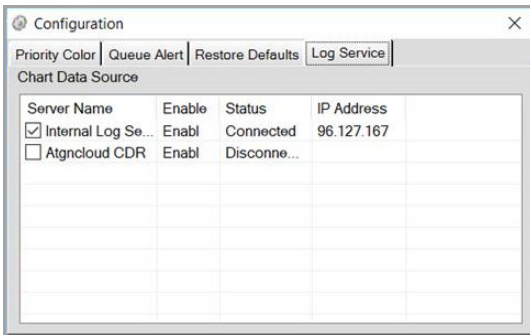 Configuration
Priority Color Queue Alert Restore Defaults Log Service
Chart Data Source
Server Name Enable Status IP Address
Internal Log Se... Enabl Connected 96.127.167
Atgncloud CDR Enabl Disconne...